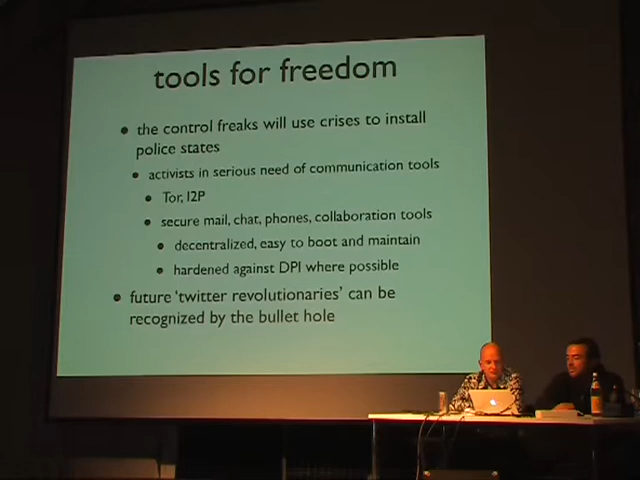 tools for freedom
• the control freaks will use crises to install
police states
• activists in serious need of communication tools
• Tor, I2P
• secure mail, chat, phones, collaboration tools
• decentralized, easy to boot and maintain
• hardened against DPI where possible
• future 'twitter revolutionaries' can be
recognized by the bullet hole